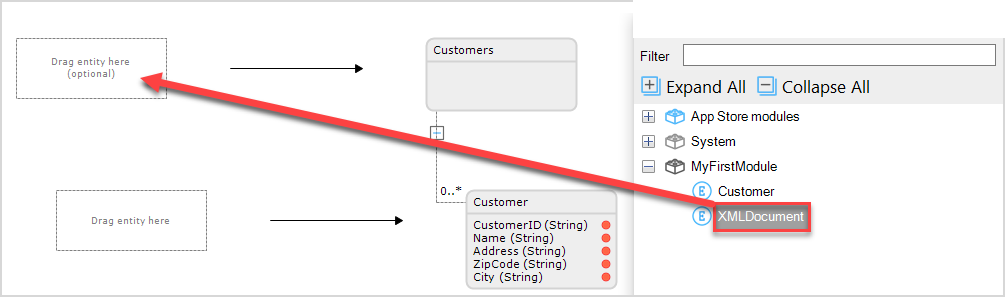 Drag entity here
(optional)
Customers
0..*
Drag entity here
Customer
CustomerID (String)
Name (String)
Address (String)
ZipCode (String)
City (String)
Filter
Expand All Collapse All
App Store modules
System
MyFirstModule
E Customer
E XMLDocument